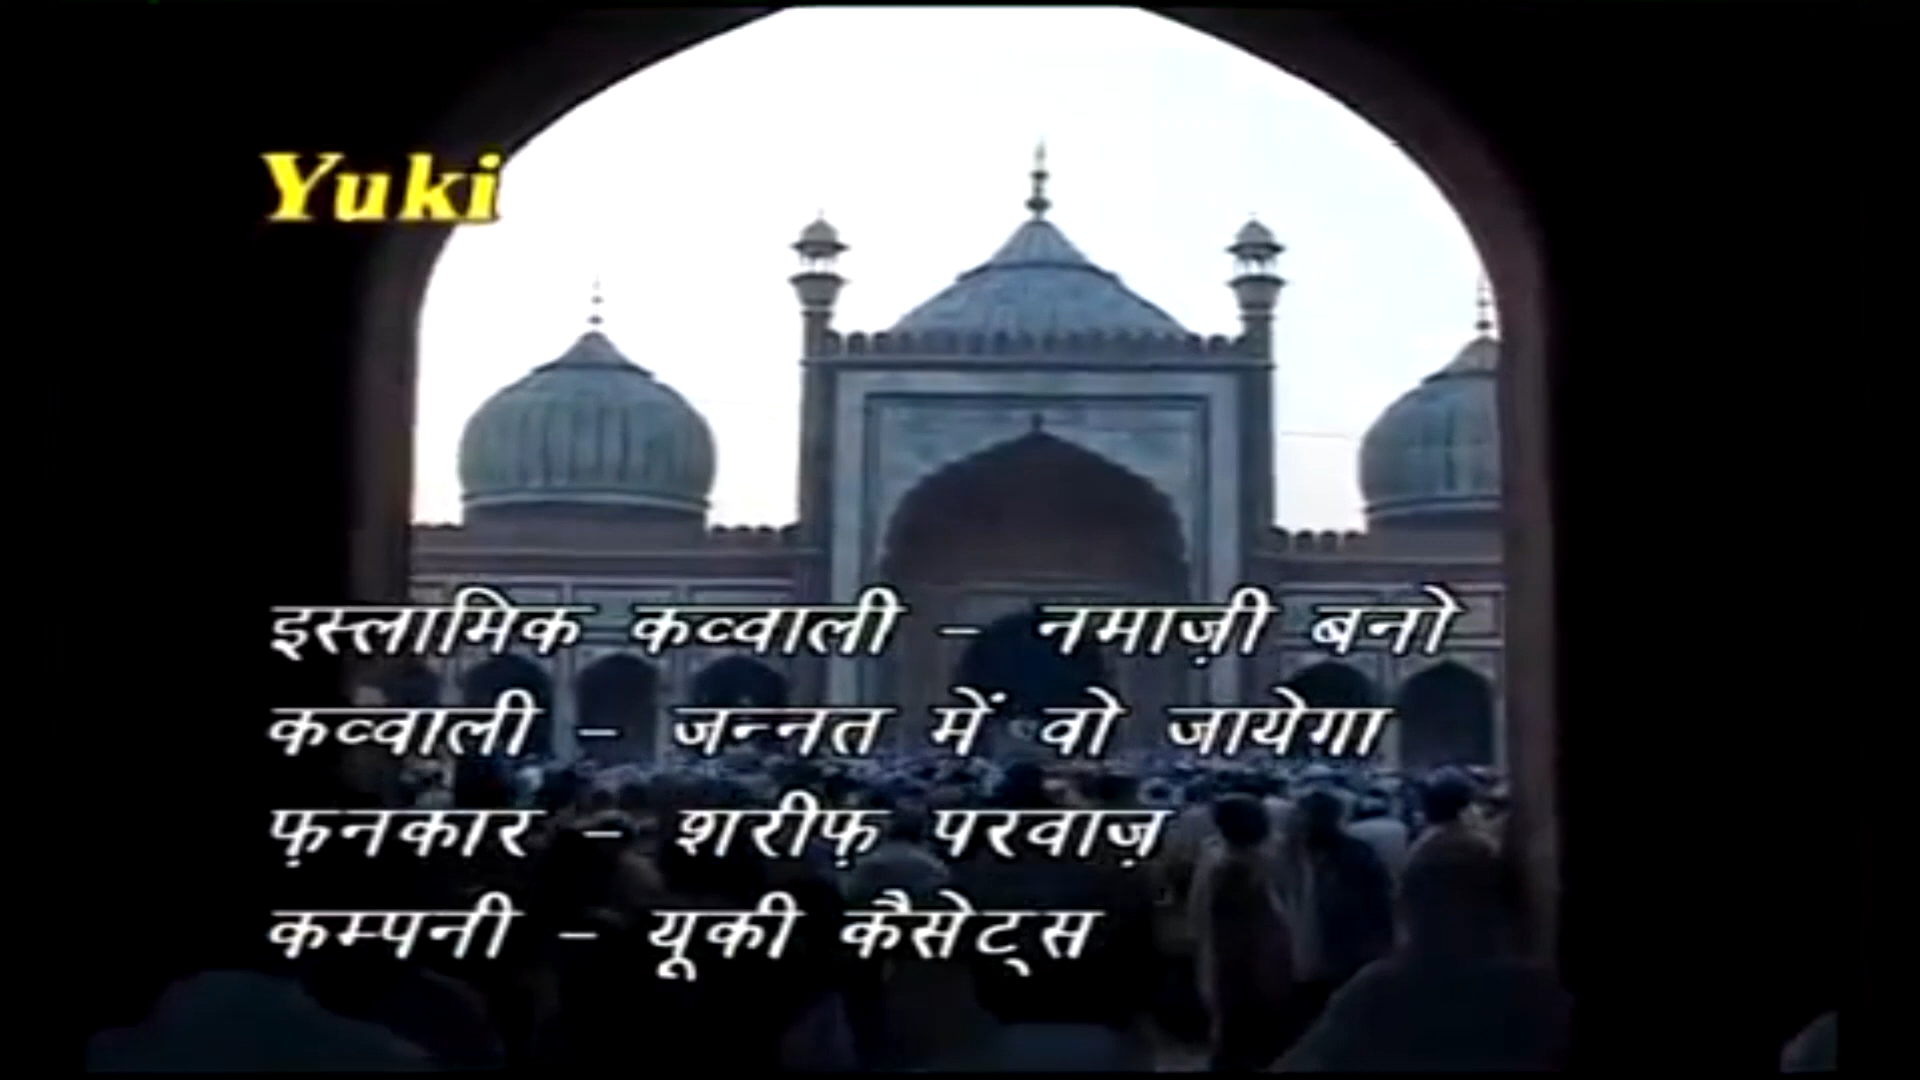 Yuki
इस्लामिक कव्वाली - नमाज़ी बनो
कव्वाली - जन्नत में वो जायेगा
फ़नकार - शरीफ़ परवाज़
कम्पनी - यूकी कैसेट्स